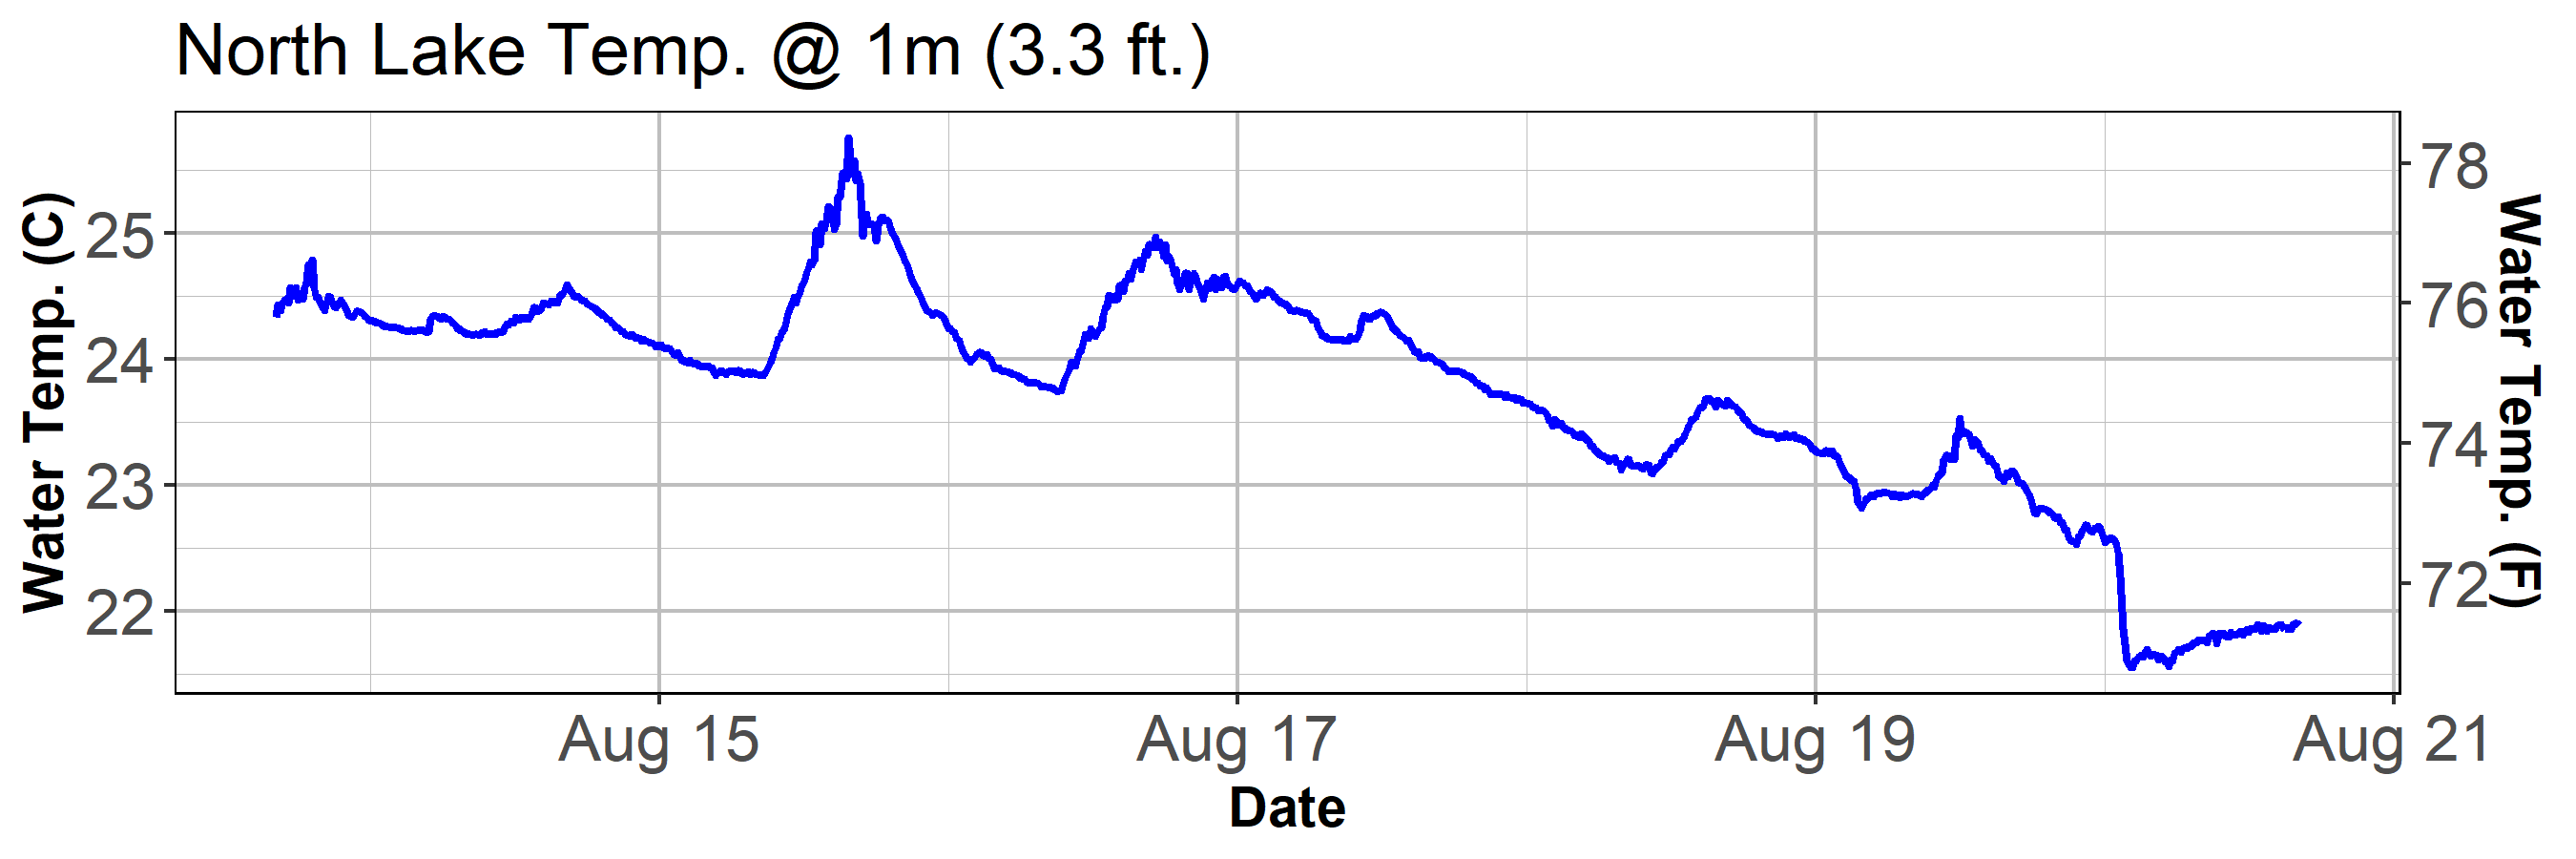 North Lake Temp. @ 1m (3.3 ft.)
Water Temp. (C)
25
24
23
22
78
76
74
72
Water Temp. (F)
Aug 15 Aug 17 Aug 19 Aug 21
Date